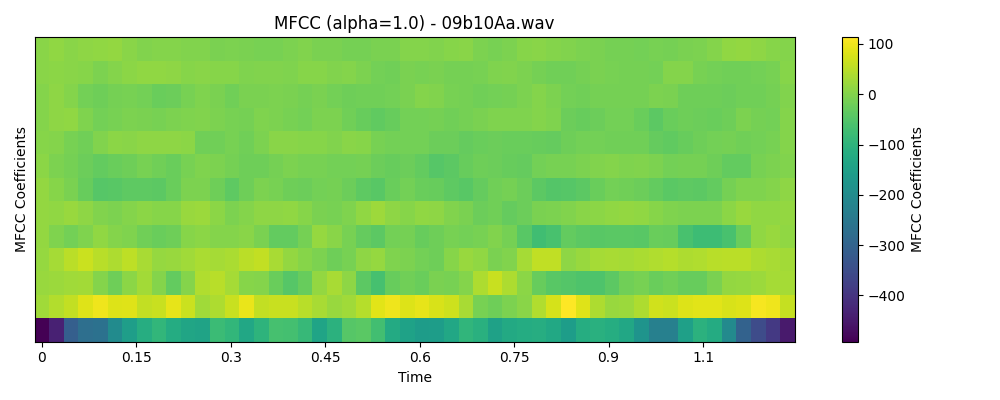 MFCC (alpha=1.0) - 09b10Aa.wav
MFCC Coefficients
0 0.15 0.3 0.45 0.6 0.75 0.9 1.1
Time
100
0
−100
−200
−300
−400
MFCC Coefficients